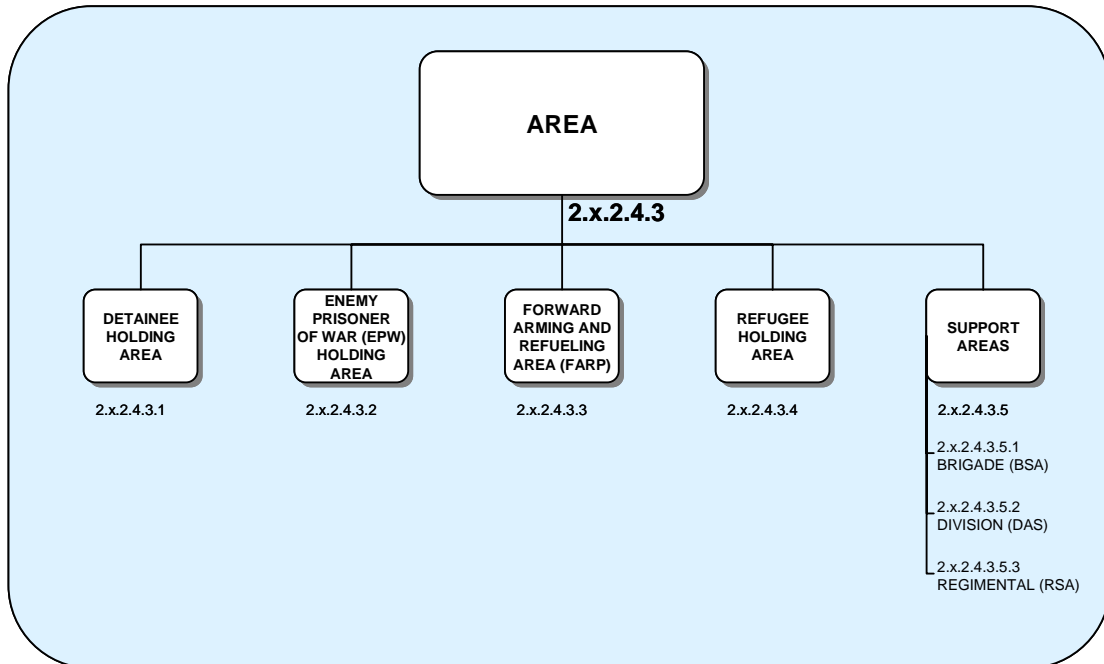 AREA
2.x.2.4.3
DETAINEE
HOLDING
AREA
2.x.2.4.3.1
ENEMY
PRISONER
OF WAR (EPW)
HOLDING
AREA
2.x.2.4.3.2
FORWARD
ARMING AND
REFUELING
AREA (FARP)
2.x.2.4.3.3
REFUGEE
HOLDING
AREA
2.x.2.4.3.4
SUPPORT
AREAS
2.x.2.4.3.5
2.x.2.4.3.5.1
BRIGADE (BSA)
2.x.2.4.3.5.2
DIVISION (DAS)
2.x.2.4.3.5.3
REGIMENTAL (RSA)